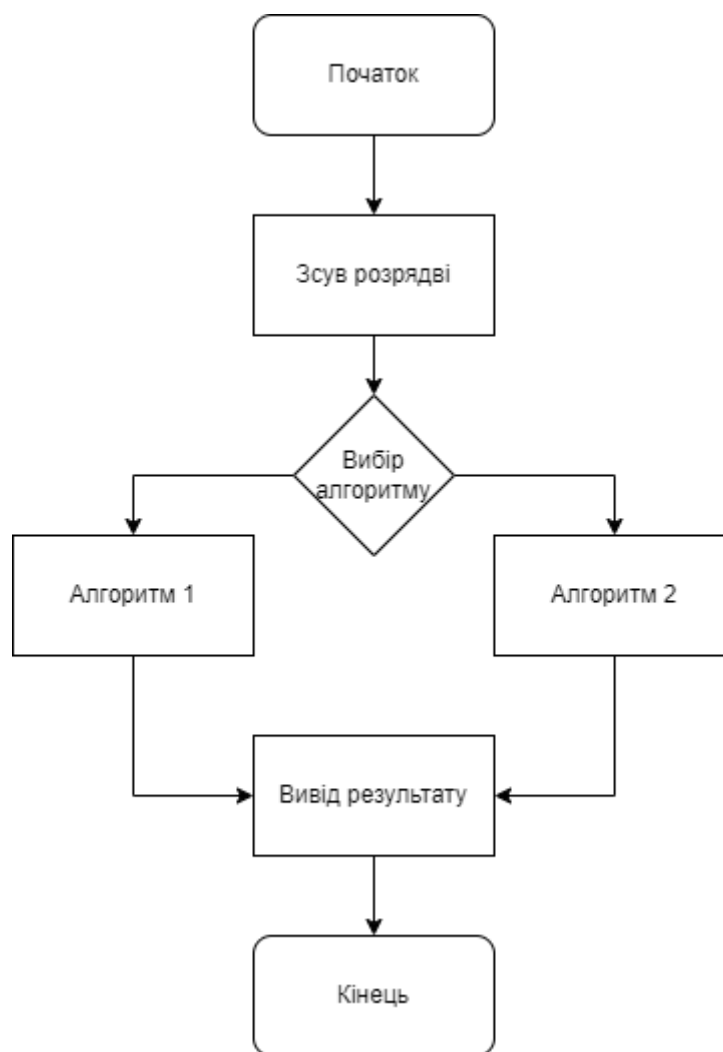 Початок
Зсув розрядві
Вибір
алгоритму
Алгоритм 1
Алгоритм 2
Вивід результату
Кінець